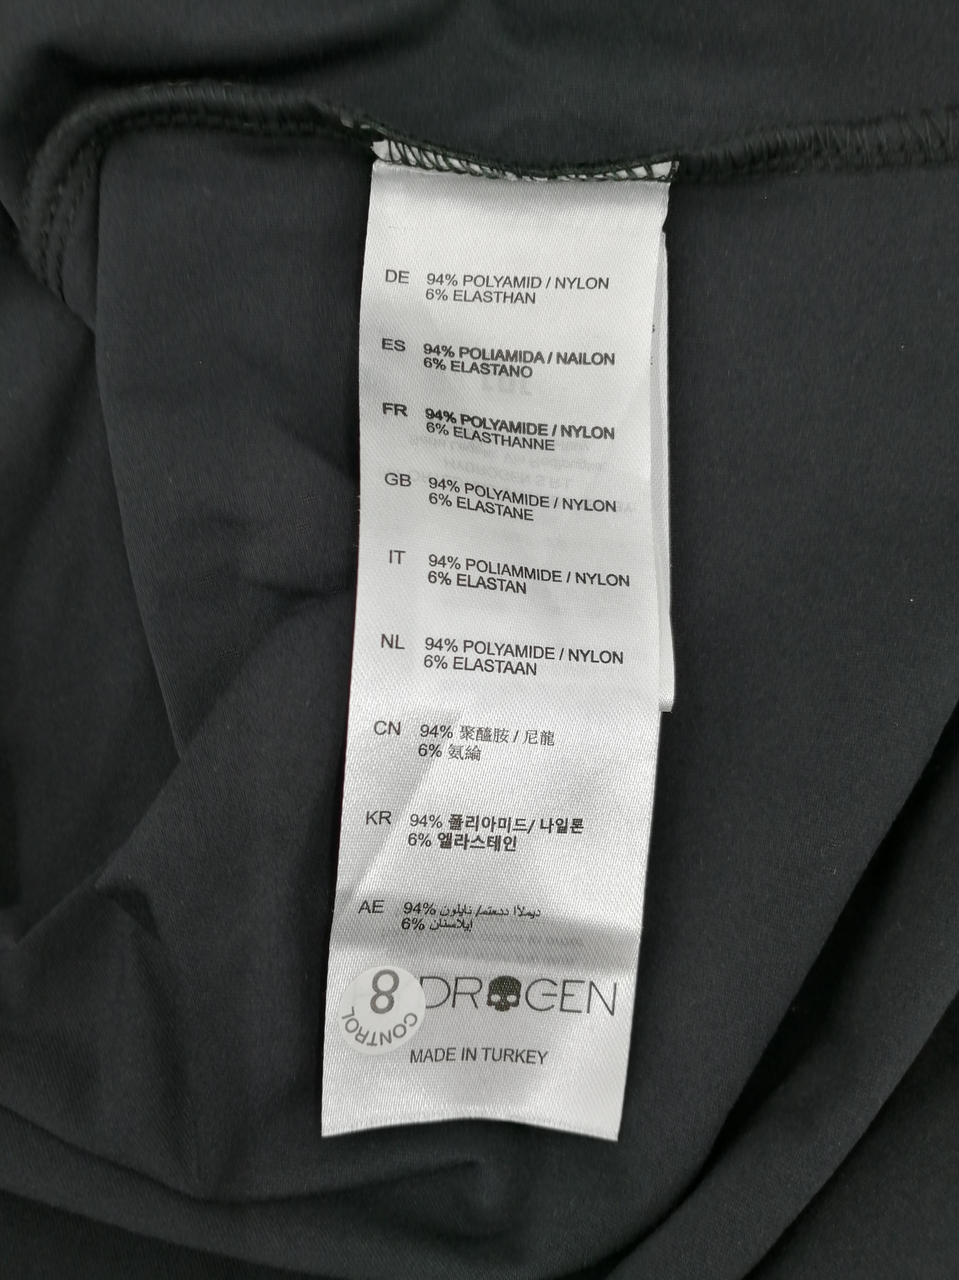 DE 94% POLYAMID / NYLON
6% ELASTHAN
ES 94% POLIAMIDA / NAILON
6% ELASTANO
FR 94% POLYAMIDE / NYLON
6% ELASTHANNE
GB 94% POLYAMIDE / NYLON
6% ELASTANE
IT 94% POLIAMMIDE / NYLON
6% ELASTAN
NL 94% POLYAMIDE / NYLON
6% ELASTAAN
CN 94% 聚醯胺 / 尼龍
6% 氨綸
KR 94% 폴리아미드/ 나일론
6% 엘라스테인
AE 94% نايلون
6% ايلاستان
DROGEN
8
CONTROL
MADE IN TURKEY